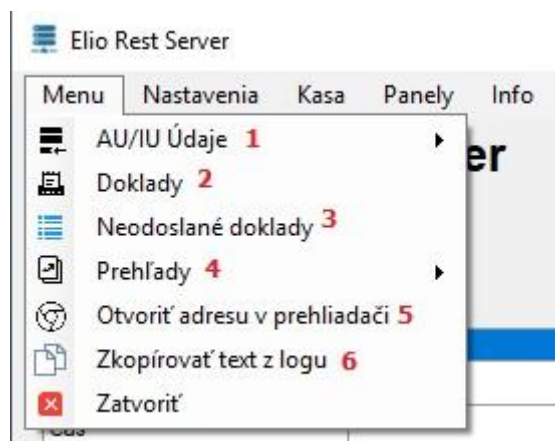 Elio Rest Server
Menu Nastavenia Kasa Panely Info
AU/IU Údaje 1
er
Doklady 2
Neodoslané doklady 3
Prehľady 4
Otvoriť adresu v prehliadači 5
Zkopírovať text z logu 6
Zatvoriť